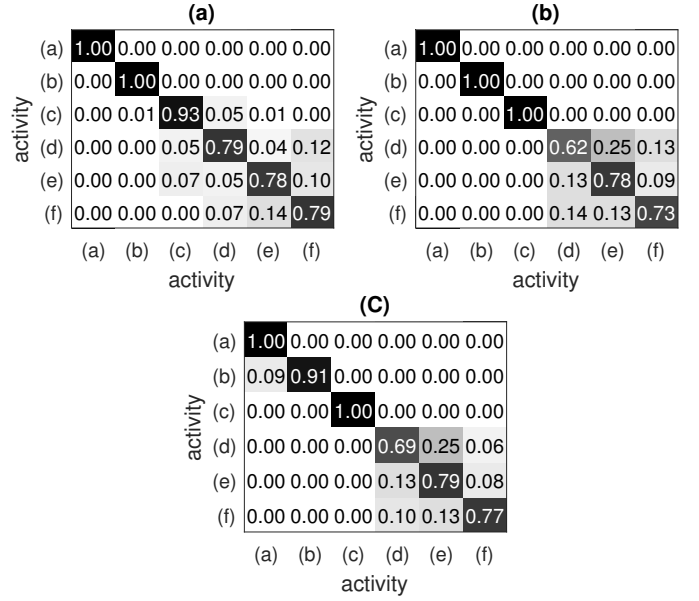 (a)
(a) 1.00 0.00 0.00 0.00 0.00 0.00
(b) 0.00 1.00 0.00 0.00 0.00 0.00
(c) 0.00 0.01 0.93 0.05 0.01 0.00
(d) 0.00 0.00 0.05 0.79 0.04 0.12
(e) 0.00 0.00 0.07 0.05 0.78 0.10
(f) 0.00 0.00 0.00 0.07 0.14 0.79
activity
(a) (b) (c) (d) (e) (f)
activity
(b)
(a) 1.00 0.00 0.00 0.00 0.00 0.00
(b) 0.00 1.00 0.00 0.00 0.00 0.00
(c) 0.00 0.00 1.00 0.00 0.00 0.00
(d) 0.00 0.00 0.00 0.62 0.25 0.13
(e) 0.00 0.00 0.00 0.13 0.78 0.09
(f) 0.00 0.00 0.00 0.14 0.13 0.73
activity
(a) (b) (c) (d) (e) (f)
activity
(C)
(a) 1.00 0.00 0.00 0.00 0.00 0.00
(b) 0.09 0.91 0.00 0.00 0.00 0.00
(c) 0.00 0.00 1.00 0.00 0.00 0.00
(d) 0.00 0.00 0.00 0.69 0.25 0.06
(e) 0.00 0.00 0.00 0.13 0.79 0.08
(f) 0.00 0.00 0.00 0.10 0.13 0.77
activity
(a) (b) (c) (d) (e) (f)
activity